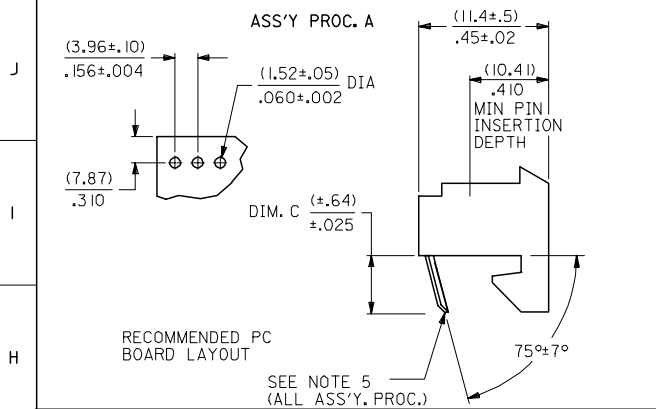 ASS'Y PROC. A
(3.96±.10)
.156±.004
(1.52±.05)
.060±.002 DIA
(11.4±.5)
.45±.02
(10.41)
.410
MIN PIN
INSERTION
DEPTH
J
(7.87)
.310
I
DIM. C (±.64)
±.025
RECOMMENDED PC
BOARD LAYOUT
H
75°±7°
SEE NOTE 5
(ALL ASS'Y. PROC.)